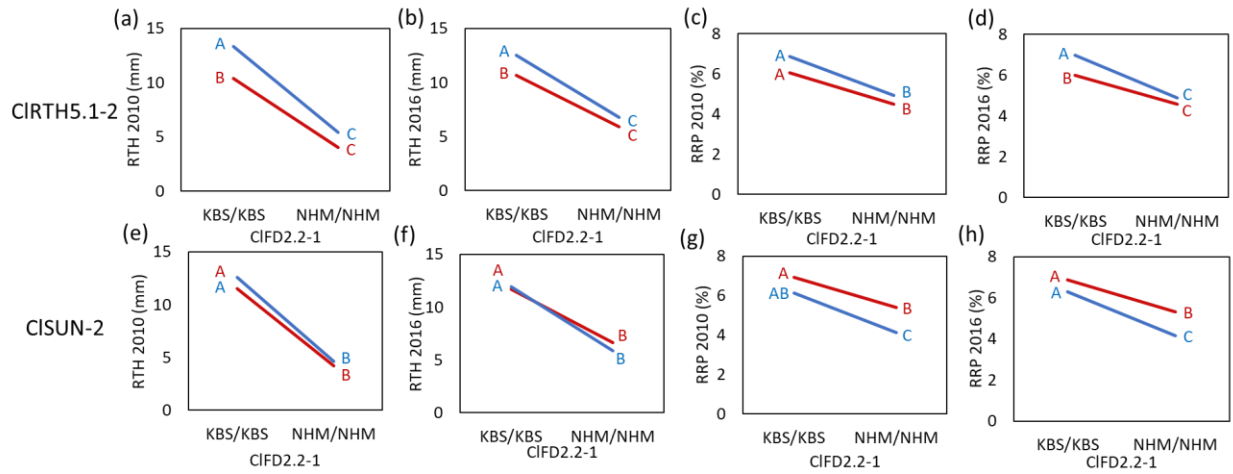 (a)
(b)
(c)
(d)
ClRTH5.1-2
RTH 2010 (mm)
15
10
5
0
A
B
C
C
KBS/KBS NHM/NHM
ClFD2.2-1
RTH 2016 (mm)
15
10
5
0
A
B
C
C
KBS/KBS NHM/NHM
ClFD2.2-1
RRP 2010 (%)
8
6
4
2
0
A
A
B
B
KBS/KBS NHM/NHM
ClFD2.2-1
RRP 2016 (%)
8
6
4
2
0
A
B
C
C
KBS/KBS NHM/NHM
ClFD2.2-1
(e)
(f)
(g)
(h)
ClSUN-2
RTH 2010 (mm)
15
10
5
0
A
A
B
B
KBS/KBS NHM/NHM
ClFD2.2-1
RTH 2016 (mm)
15
10
5
0
A
A
B
B
KBS/KBS NHM/NHM
ClFD2.2-1
RRP 2010 (%)
8
6
4
2
0
A
AB
B
C
KBS/KBS NHM/NHM
ClFD2.2-1
RRP 2016 (%)
8
6
4
2
0
A
A
B
C
KBS/KBS NHM/NHM
ClFD2.2-1